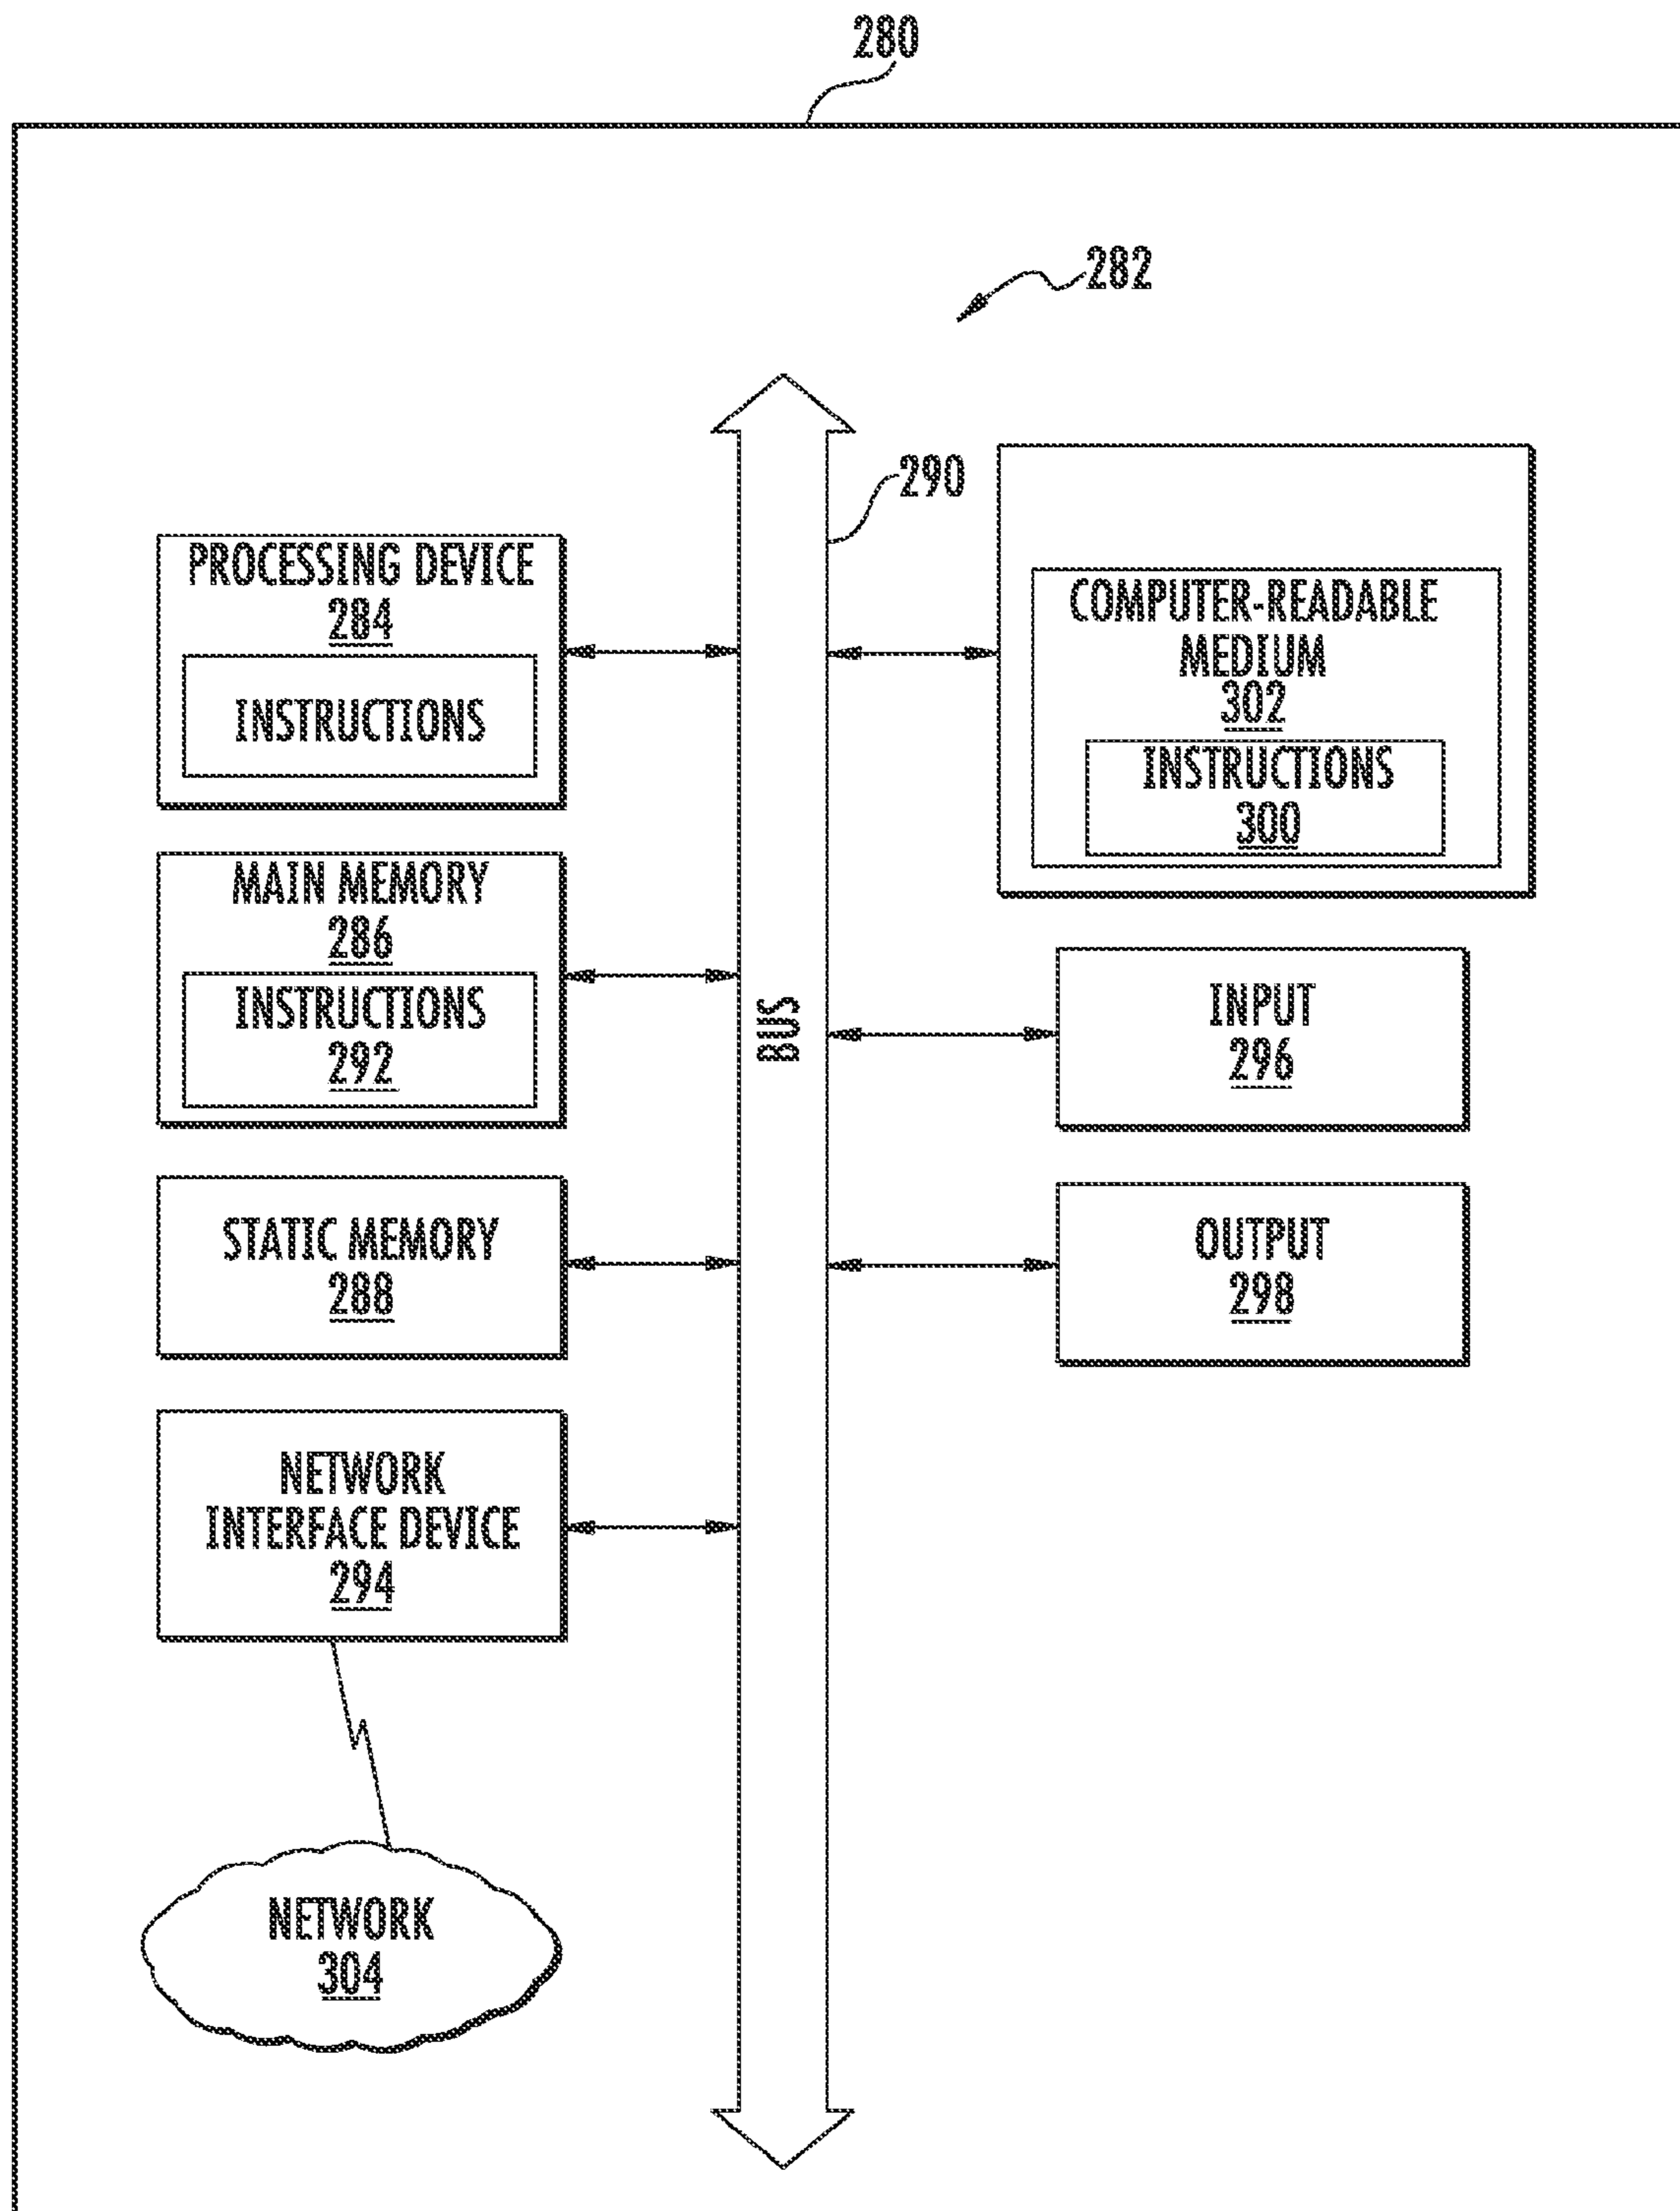 280
282
290
PROCESSING DEVICE
284
INSTRUCTIONS
MAIN MEMORY
286
INSTRUCTIONS
292
STATIC MEMORY
288
NETWORK
INTERFACE DEVICE
294
NETWORK
304
BUS
COMPUTER-READABLE
MEDIUM
302
INSTRUCTIONS
300
INPUT
296
OUTPUT
298